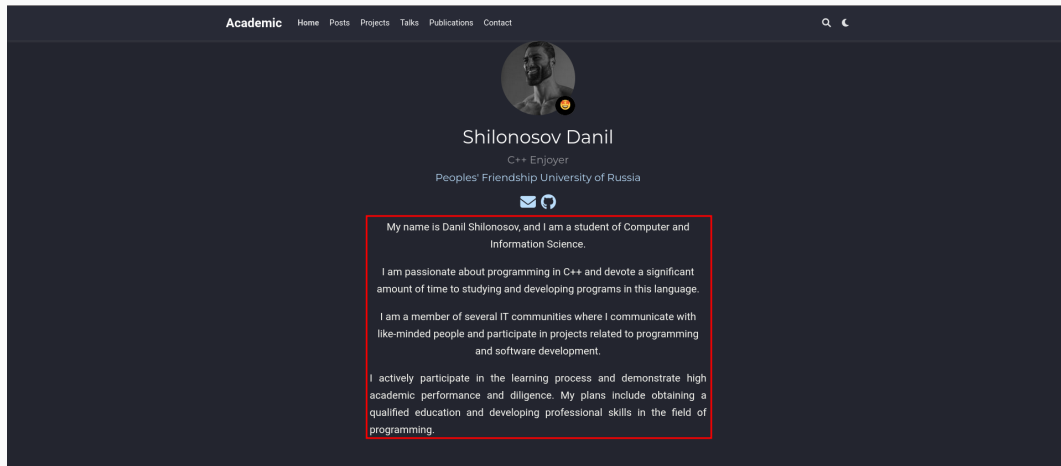 Academic Home Posts Projects Talks Publications Contact
Shilonosov Danil
C++ Enjoyer
Peoples' Friendship University of Russia
My name is Danil Shilonosov, and I am a student of Computer and
Information Science.
I am passionate about programming in C++ and devote a significant
amount of time to studying and developing programs in this language.
I am a member of several IT communities where I communicate with
like-minded people and participate in projects related to programming
and software development.
I actively participate in the learning process and demonstrate high
academic performance and diligence. My plans include obtaining a
qualified education and developing professional skills in the field of
programming.